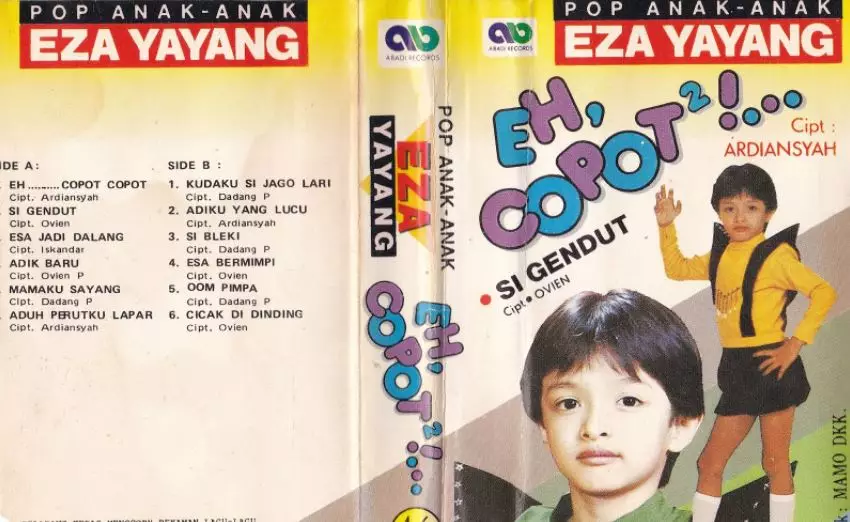 POP ANAK-ANAK
EZA YAYANG
SIDE A:
EH..........COPOT COPOT
Cipt. Ardiansyah
SI GENDUT
Cipt. Ovien
ESA JADI DALANG
Cipt. Iskandar
ADIK BARU
Cipt. Ovien P
MAMAKU SAYANG
Cipt. Dadang P
ADUH PERUTKU LAPAR
Cipt. Ardiansyah
SIDE B :
1. KUDAKU SI JAGO LARI
Cipt. Dadang P
2. ADIKU YANG LUCU
Cipt. Ardiansyah
3. SI BLEKI
Cipt. Dadang P
4. ESA BERMIMPI
Cipt. Ovien
5. OOM PIMPA
Cipt. Dadang P
6. CICAK DI DINDING
Cipt. Ovien
ab
ABADI RECORDS
POP ANAK-ANAK
EZA
YAYANG
EH,
COPOT²!...
POP ANAK-ANAK
EZA YAYANG
ab
ABADI RECORDS
EH,
COPOT²!...
Cipt :
ARDIANSYAH
• SI GENDUT
Cipt • OVIEN
k: MAMO DKK.